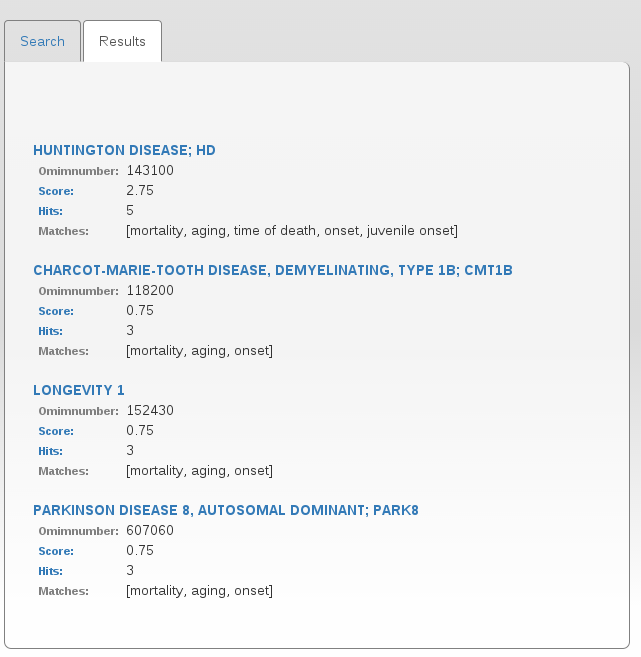 Search Results
HUNTINGTON DISEASE; HD
Omimnumber: 143100
Score: 2.75
Hits: 5
Matches: [mortality, aging, time of death, onset, juvenile onset]
CHARCOT-MARIE-TOOTH DISEASE, DEMYELINATING, TYPE 1B; CMT1B
Omimnumber: 118200
Score: 0.75
Hits: 3
Matches: [mortality, aging, onset]
LONGEVITY 1
Omimnumber: 152430
Score: 0.75
Hits: 3
Matches: [mortality, aging, onset]
PARKINSON DISEASE 8, AUTOSOMAL DOMINANT; PARK8
Omimnumber: 607060
Score: 0.75
Hits: 3
Matches: [mortality, aging, onset]